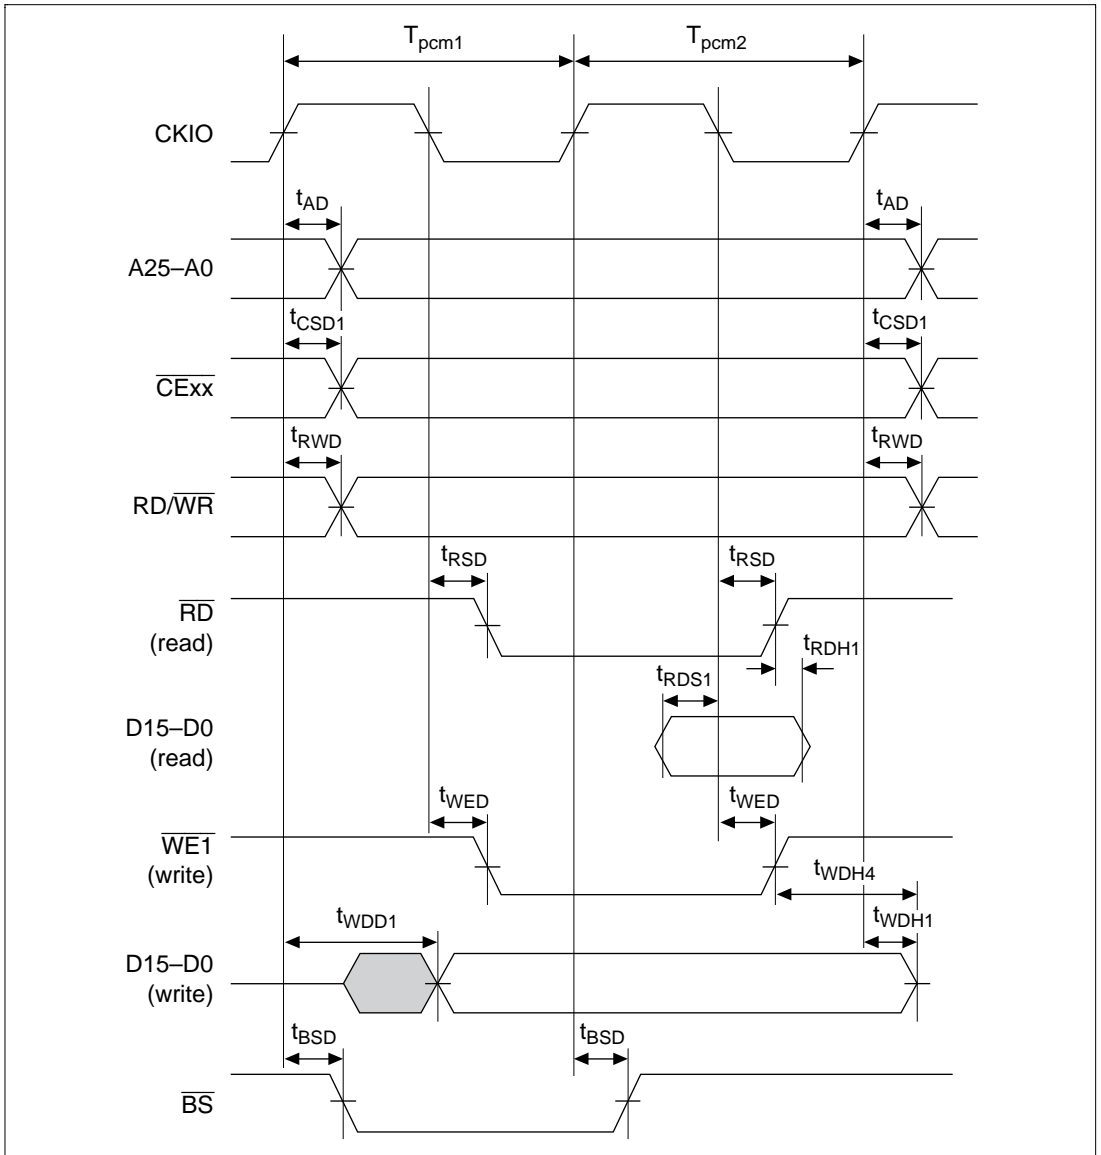 Tpcm1 Tpcm2
CKIO
tAD tAD
A25–A0
tCSD1 tCSD1
CExx
tRWD tRWD
RD/WR
tRSD tRSD
RD
(read)
tRDH1
tRDS1
D15–D0
(read)
tWED tWED
WE1
(write)
tWDH4
tWDD1 tWDH1
D15–D0
(write)
tBSD tBSD
BS